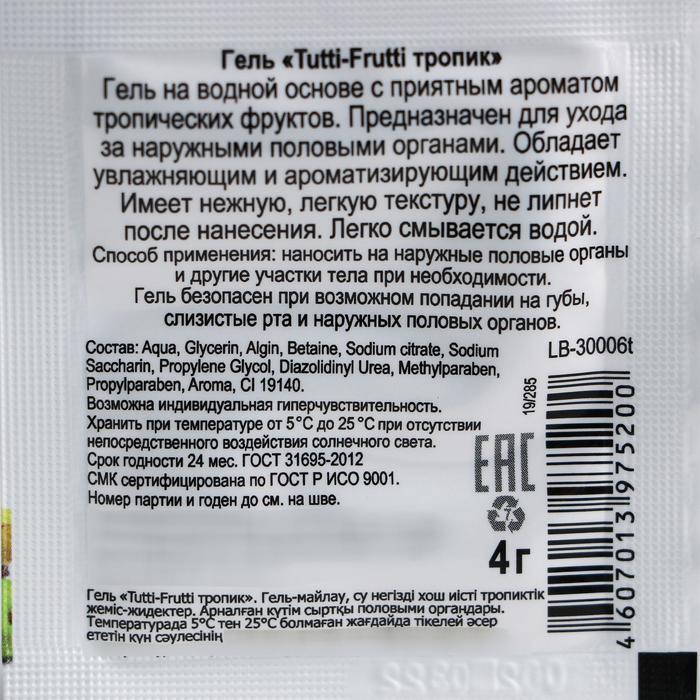 Гель «Tutti-Frutti тропик»
Гель на водной основе с приятным ароматом
тропических фруктов. Предназначен для ухода
за наружными половыми органами. Обладает
увлажняющим и ароматизирующим действием.
Имеет нежную, легкую текстуру, не липнет
после нанесения. Легко смывается водой.
Способ применения: наносить на наружные половые органы
и другие участки тела при необходимости.
Гель безопасен при возможном попадании на губы,
слизистые рта и наружных половых органов.
Состав: Aqua, Glycerin, Algin, Betaine, Sodium citrate, Sodium
Saccharin, Propylene Glycol, Diazolidinyl Urea, Methylparaben,
Propylparaben, Aroma, CI 19140.
Возможна индивидуальная гиперчувствительность.
Хранить при температуре от 5°С до 25°С при отсутствии
непосредственного воздействия солнечного света.
Срок годности 24 мес. ГОСТ 31695-2012
СМК сертифицирована по ГОСТ Р ИСО 9001.
Номер партии и годен до см. на шве.
LB-30006t
19/285
EAC
7
4 г
4 607013 975200
Гель «Tutti-Frutti тропик». Гель-майлау, су негізді хош иісті тропиктік
жеміс-жидектер. Арналған күтім сыртқы половыми органдары.
Температурада 5°С тен 25°С болмаған жағдайда тікелей әсер
ететін күн сәулесінің